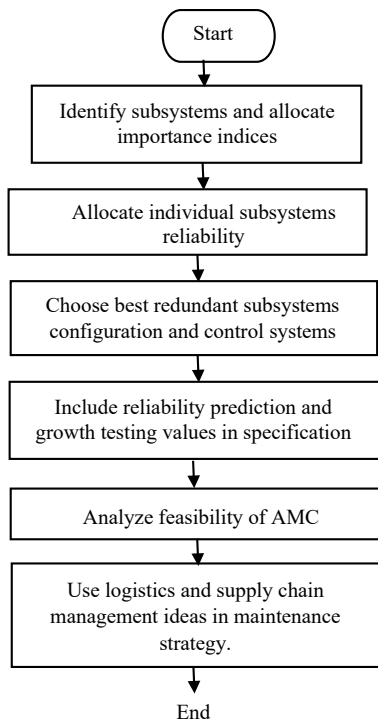 Start
Identify subsystems and allocate
importance indices
Allocate individual subsystems
reliability
Choose best redundant subsystems
configuration and control systems
Include reliability prediction and
growth testing values in specification
Analyze feasibility of AMC
Use logistics and supply chain
management ideas in maintenance
strategy.
End